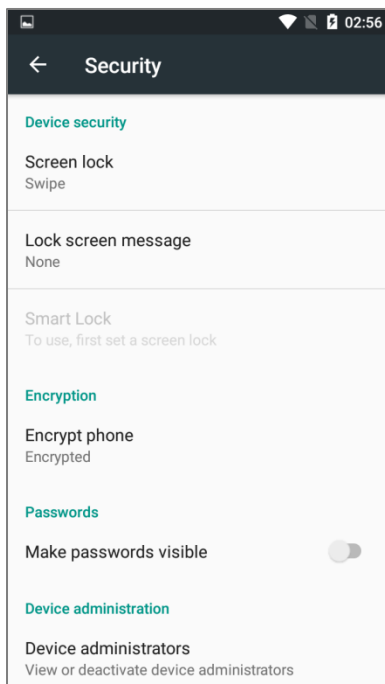 02:56
Security
Device security
Screen lock
Swipe
Lock screen message
None
Smart Lock
To use, first set a screen lock
Encryption
Encrypt phone
Encrypted
Passwords
Make passwords visible
Device administration
Device administrators
View or deactivate device administrators